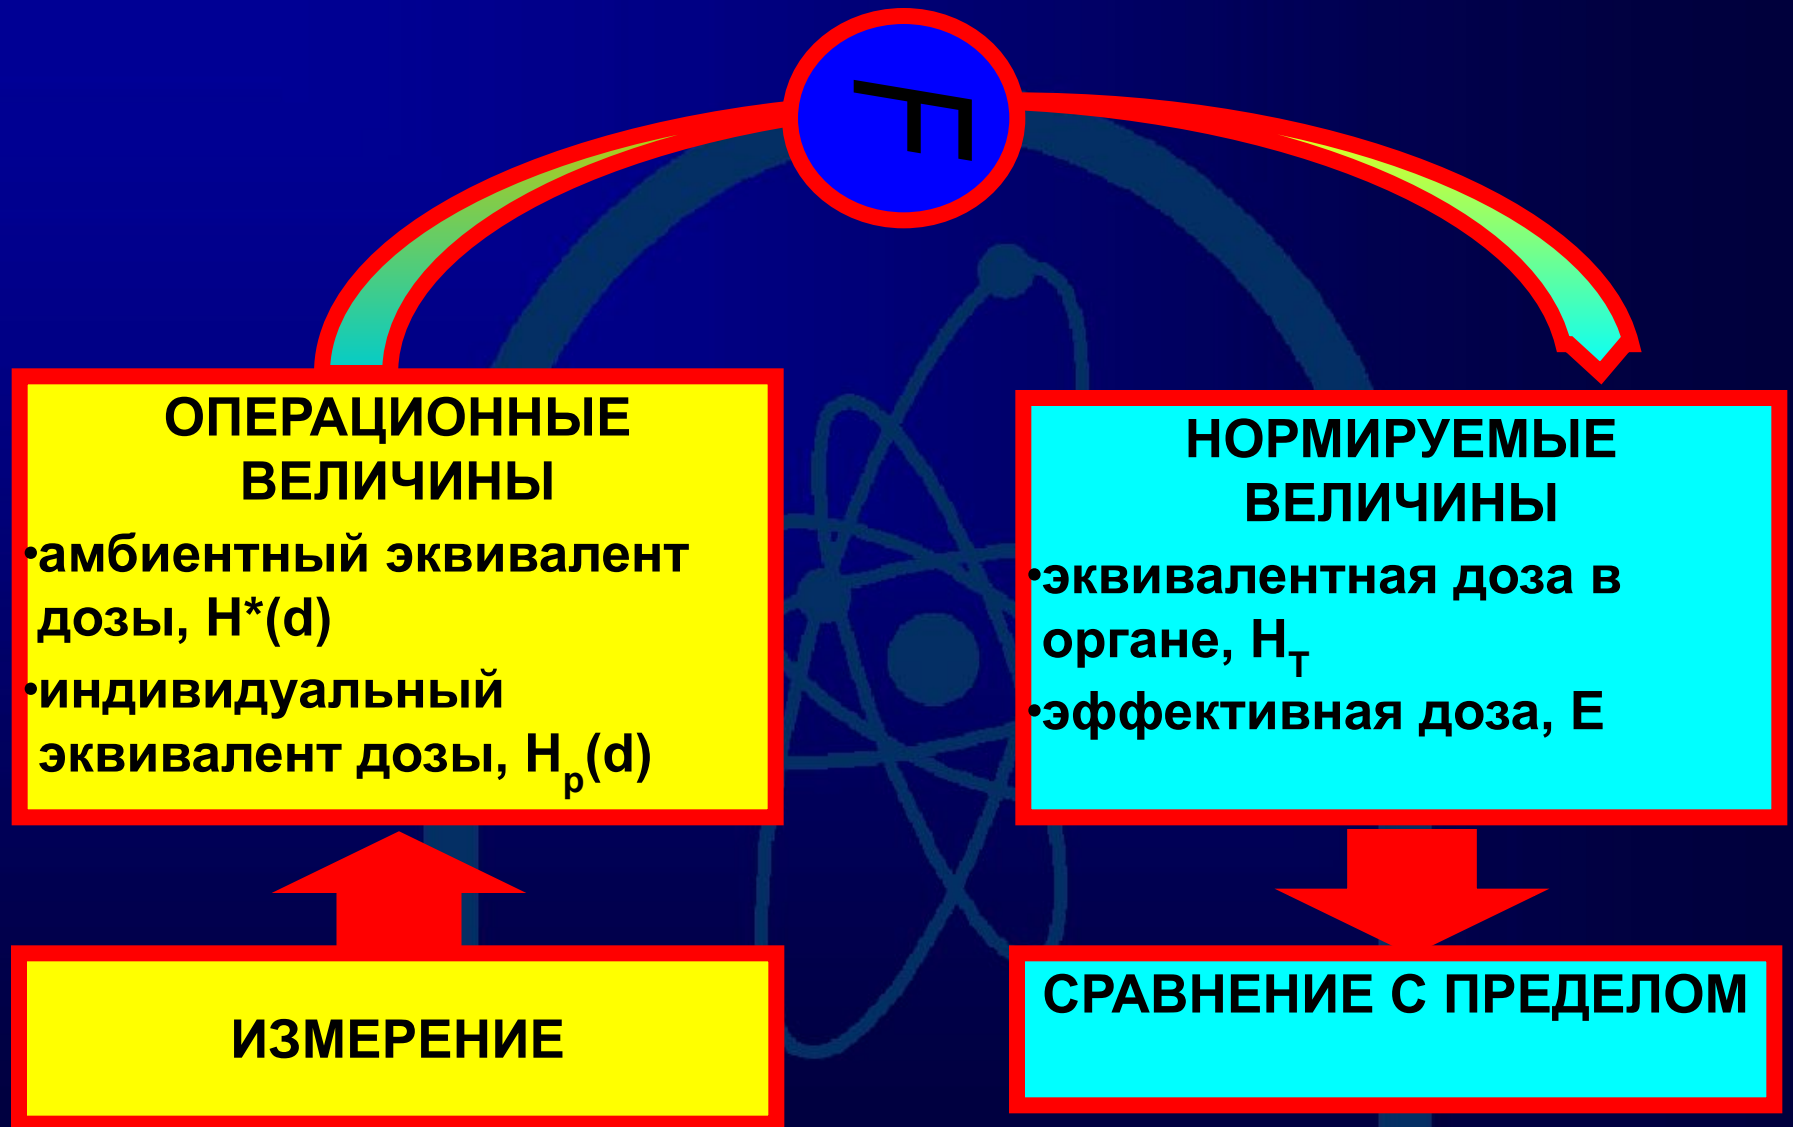 F
ОПЕРАЦИОННЫЕ
ВЕЛИЧИНЫ
•амбиентный эквивалент
дозы, H*(d)
•индивидуальный
эквивалент дозы, Hp(d)
ИЗМЕРЕНИЕ
НОРМИРУЕМЫЕ
ВЕЛИЧИНЫ
•эквивалентная доза в
органе, HT
•эффективная доза, E
СРАВНЕНИЕ С ПРЕДЕЛОМ